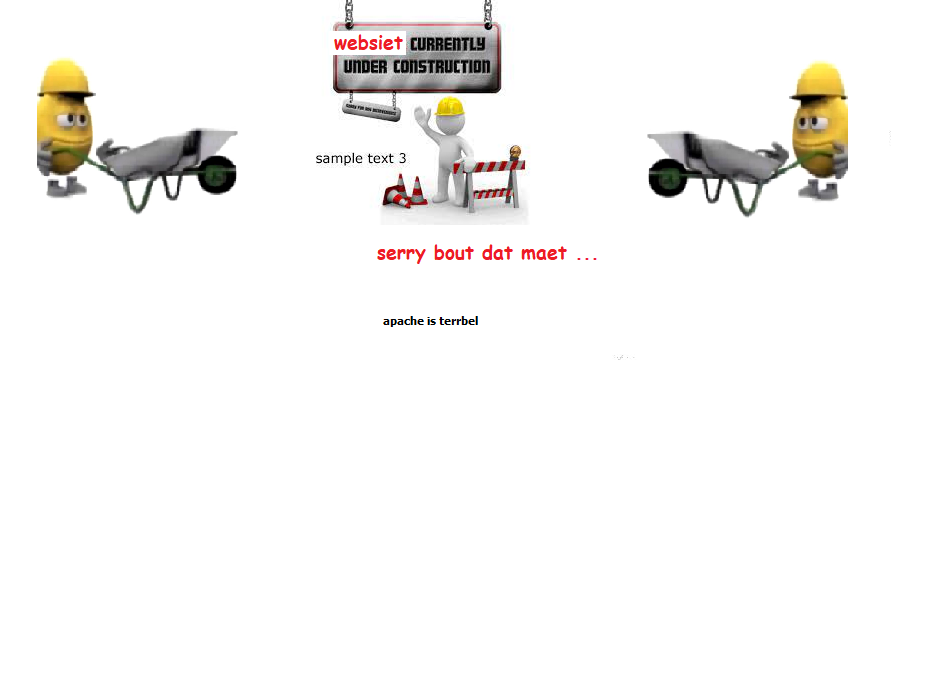 websiet CURRENTLY
UNDER CONSTRUCTION
sample text 3
serry bout dat maet ...
apache is terrbel